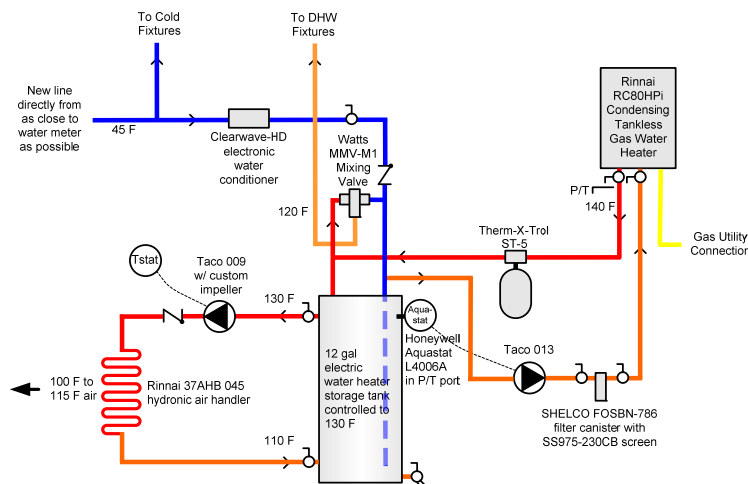 To Cold
Fixtures
To DHW
Fixtures
New line
directly from
as close to
water meter
as possible
45 F
Clearwave-HD
electronic
water
conditioner
Watts
MMV-M1
Mixing
Valve
120 F
Rinnai
RC80HPi
Condensing
Tankless
Gas Water
Heater
P/T
140 F
Gas Utility
Connection
Therm-X-Trol
ST-5
Tstat
Taco 009
w/ custom
impeller
130 F
Aqua-
stat
Honeywell
Aquastat
L4006A
in P/T port
Taco 013
12 gal
electric
water heater
storage tank
controlled to
130 F
100 F to
115 F air
Rinnai 37AHB 045
hydronic air handler
110 F
SHELCO FOSBN-786
filter canister with
SS975-230CB screen